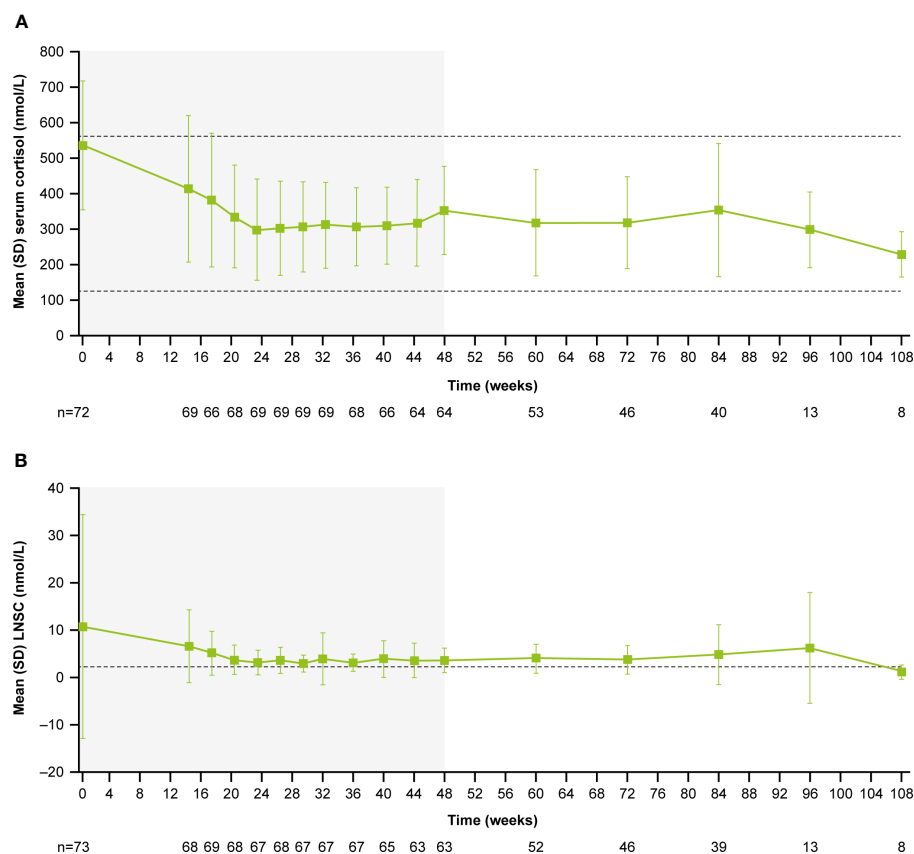 A
Mean (SD) serum cortisol (nmol/L)
800
700
600
500
400
300
200
100
0
0 4 8 12 16 20 24 28 32 36 40 44 48 52 56 60 64 68 72 76 80 84 88 92 96 100 104 108
Time (weeks)
n=72 69 66 68 69 69 69 69 68 66 64 64 53 46 40 13 8
B
Mean (SD) LNSC (nmol/L)
40
30
20
10
0
–10
–20
0 4 8 12 16 20 24 28 32 36 40 44 48 52 56 60 64 68 72 76 80 84 88 92 96 100 104 108
Time (weeks)
n=73 68 69 68 67 68 67 67 67 65 63 63 52 46 39 13 8